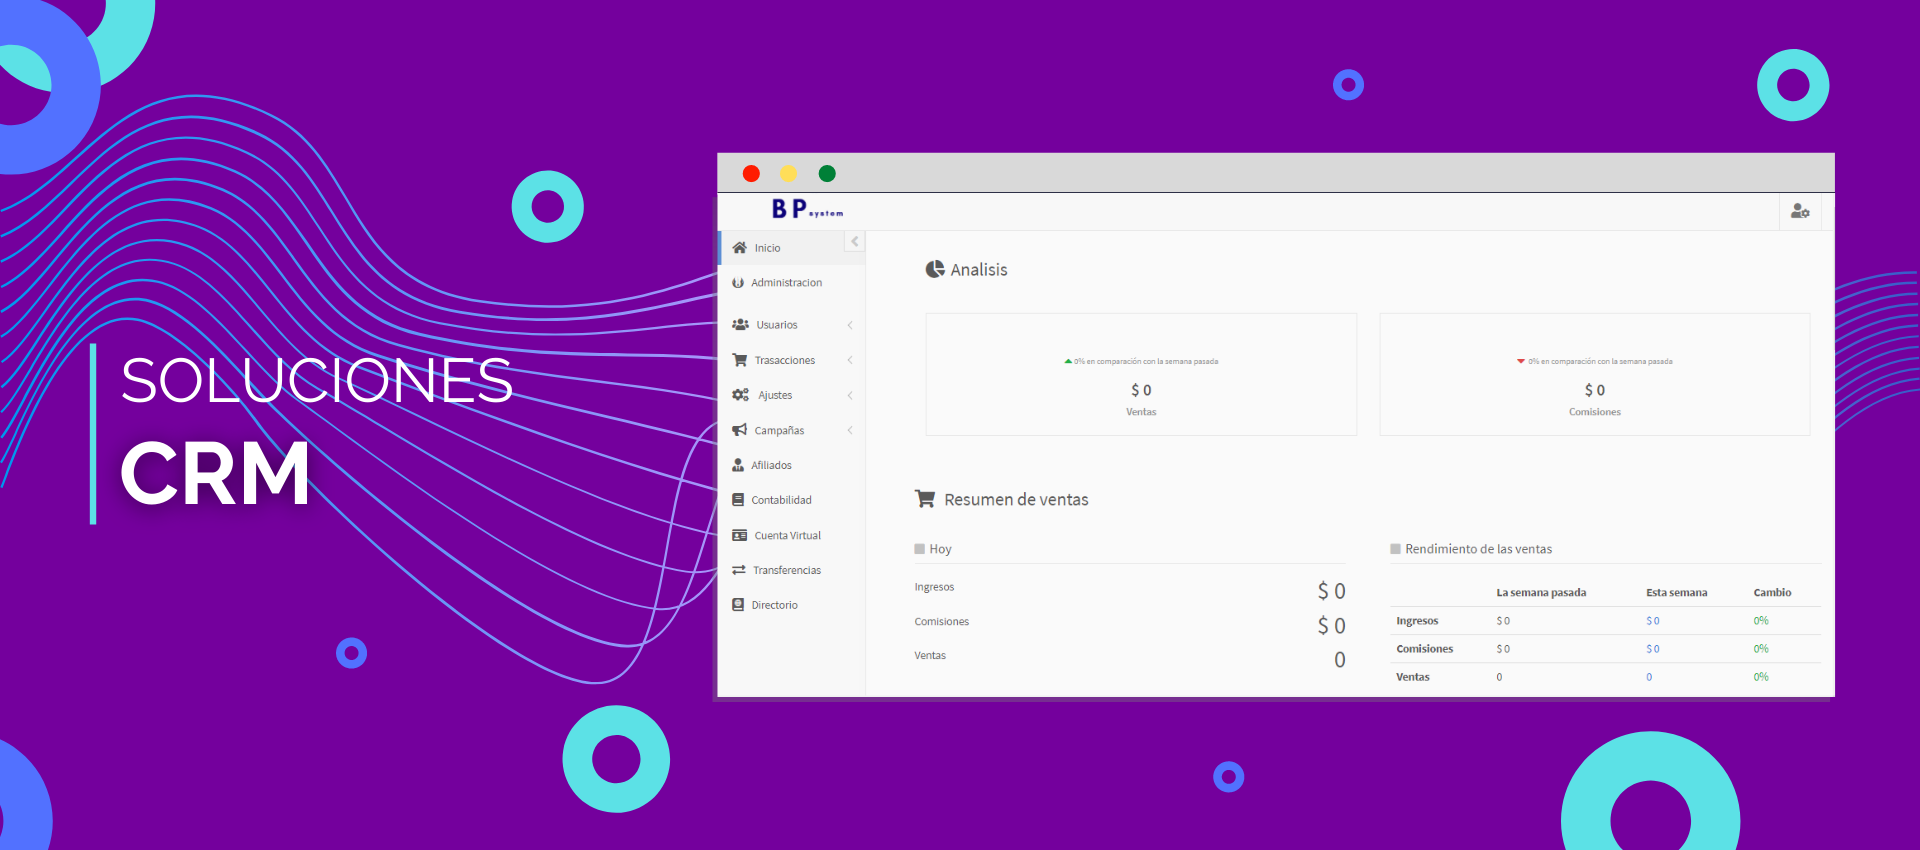 SOLUCIONES
CRM
BP system
Inicio
Administracion
Usuarios
Trasacciones
Ajustes
Campañas
Afiliados
Contabilidad
Cuenta Virtual
Transferencias
Directorio
Analisis
0% en comparación con la semana pasada
$ 0
Ventas
0% en comparación con la semana pasada
$ 0
Comisiones
Resumen de ventas
Hoy
Ingresos $ 0
Comisiones $ 0
Ventas 0
Rendimiento de las ventas
La semana pasada Esta semana Cambio
Ingresos $ 0 $ 0 0%
Comisiones $ 0 $ 0 0%
Ventas 0 0 0%